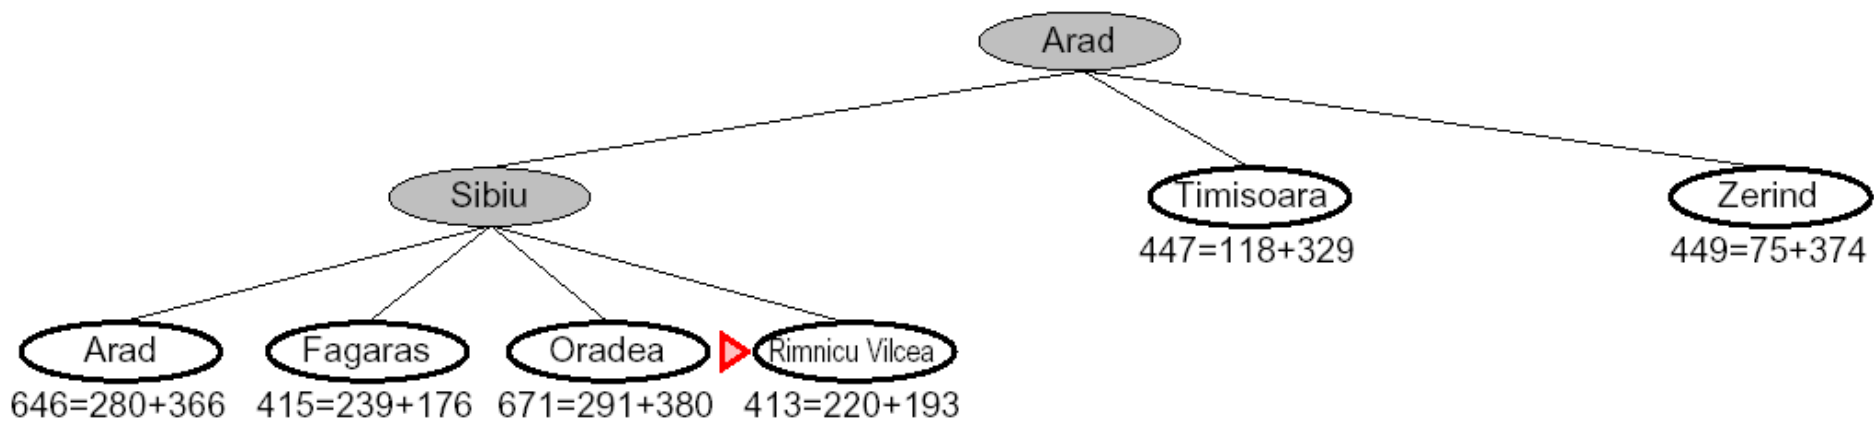 Arad
Sibiu
Timisoara
Zerind
447=118+329
449=75+374
Arad
Fagaras
Oradea
Rimnicu Vilcea
646=280+366
415=239+176
671=291+380
413=220+193